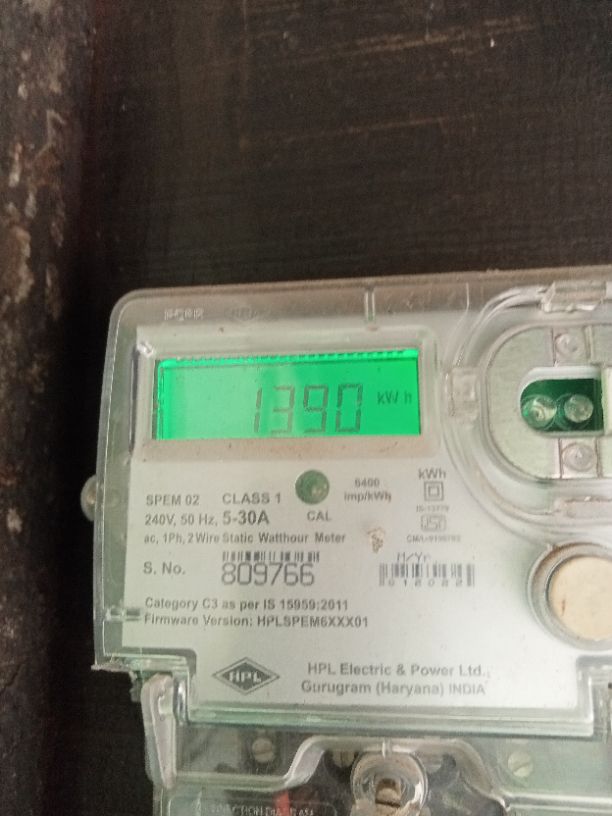 1390 kWh
SPEM 02 CLASS 1
240V, 50 Hz, 5-30A
CAL
6400
imp/kWh
kWh
ac, 1Ph, 2 Wire Static Watthour Meter
M/Yr.
S. No. 809766
Category C3 as per IS 15959:2011
Firmware Version: HPLSPEM6XXX01
HPL
HPL Electric & Power Ltd.,
Gurugram (Haryana) INDIA